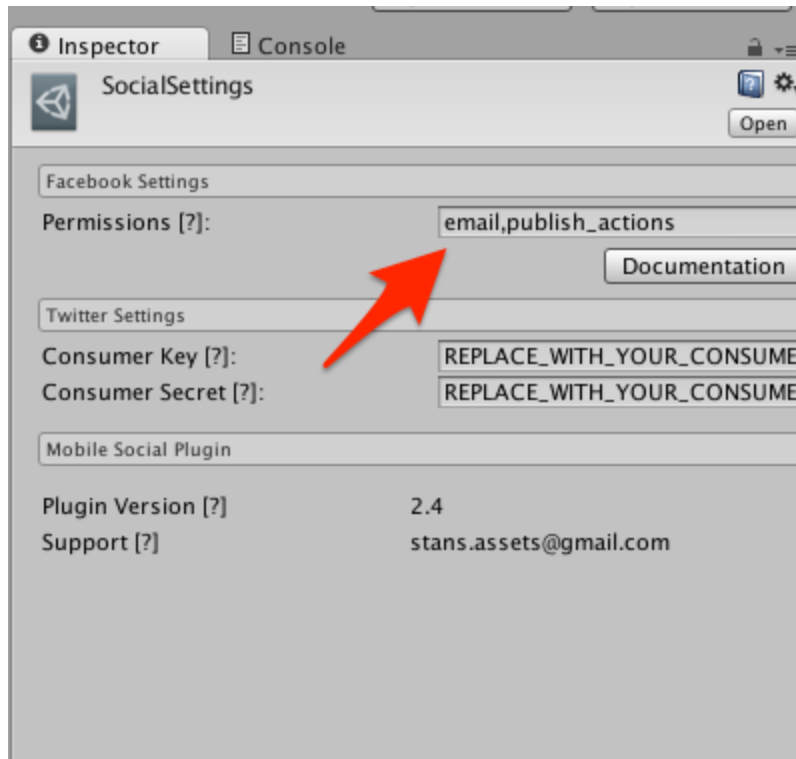 Inspector Console
SocialSettings
Open
Facebook Settings
Permissions [?]: email,publish_actions
Documentation
Twitter Settings
Consumer Key [?]: REPLACE_WITH_YOUR_CONSUME
Consumer Secret [?]: REPLACE_WITH_YOUR_CONSUME
Mobile Social Plugin
Plugin Version [?] 2.4
Support [?] stans.assets@gmail.com